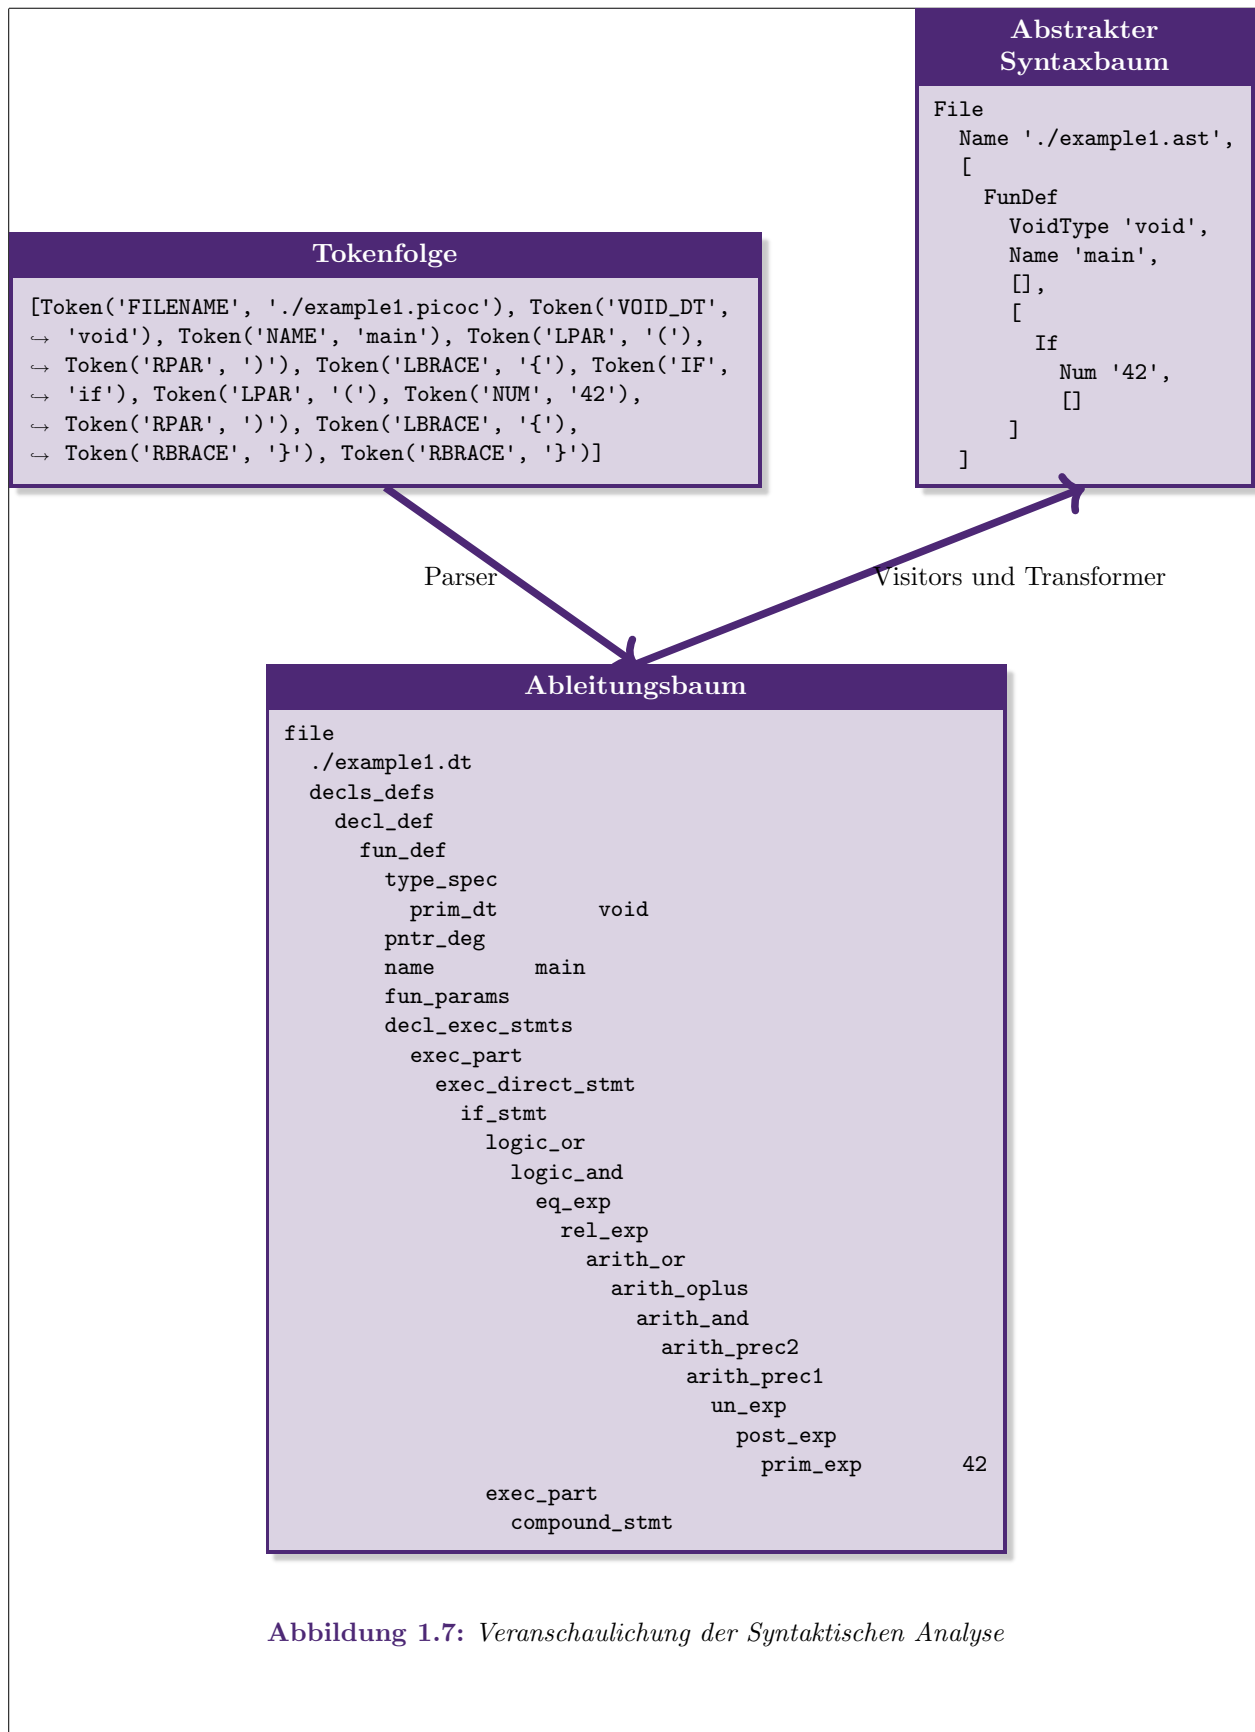 Abstrakter
Syntaxbaum
File
  Name './example1.ast',
  [
    FunDef
      VoidType 'void',
      Name 'main',
      [],
      [
        If
          Num '42',
          []
      ]
  ]
Tokenfolge
[Token('FILENAME', './example1.picoc'), Token('VOID_DT',
↪ 'void'), Token('NAME', 'main'), Token('LPAR', '('),
↪ Token('RPAR', ')'), Token('LBRACE', '{'), Token('IF',
↪ 'if'), Token('LPAR', '('), Token('NUM', '42'),
↪ Token('RPAR', ')'), Token('LBRACE', '{'),
↪ Token('RBRACE', '}'), Token('RBRACE', '}')]
Parser
Visitors und Transformer
Ableitungsbaum
file
  ./example1.dt
  decls_defs
    decl_def
      fun_def
        type_spec
          prim_dt        void
        pntr_deg
        name        main
        fun_params
        decl_exec_stmts
          exec_part
            exec_direct_stmt
              if_stmt
                logic_or
                  logic_and
                    eq_exp
                      rel_exp
                        arith_or
                          arith_oplus
                            arith_and
                              arith_prec2
                                arith_prec1
                                  un_exp
                                    post_exp
                                      prim_exp        42
                exec_part
                  compound_stmt
Abbildung 1.7: Veranschaulichung der Syntaktischen Analyse